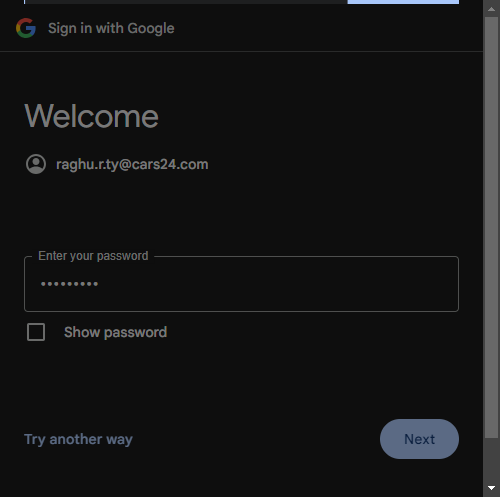 Sign in with Google
Welcome
raghu.r.ty@cars24.com
Enter your password
•••••••••
Show password
Try another way
Next